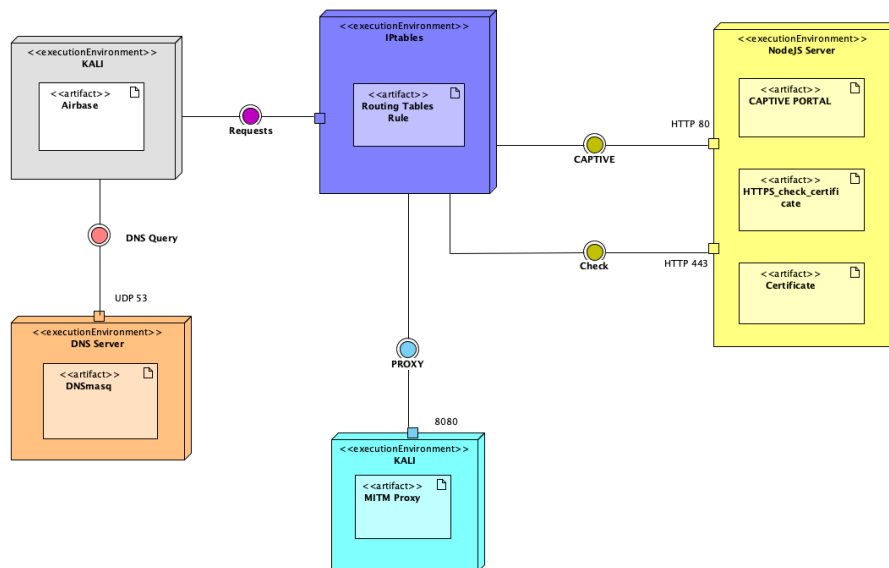 <<executionEnvironment>>
KALI
<<artifact>>
Airbase
Requests
<<executionEnvironment>>
IPtables
<<artifact>>
Routing Tables
Rule
<<executionEnvironment>>
NodeJS Server
<<artifact>>
CAPTIVE PORTAL
HTTP 80
CAPTIVE
<<artifact>>
HTTPS_check_certifi
cate
Check
HTTP 443
<<artifact>>
Certificate
DNS Query
UDP 53
<<executionEnvironment>>
DNS Server
<<artifact>>
DNSmasq
PROXY
8080
<<executionEnvironment>>
KALI
<<artifact>>
MITM Proxy